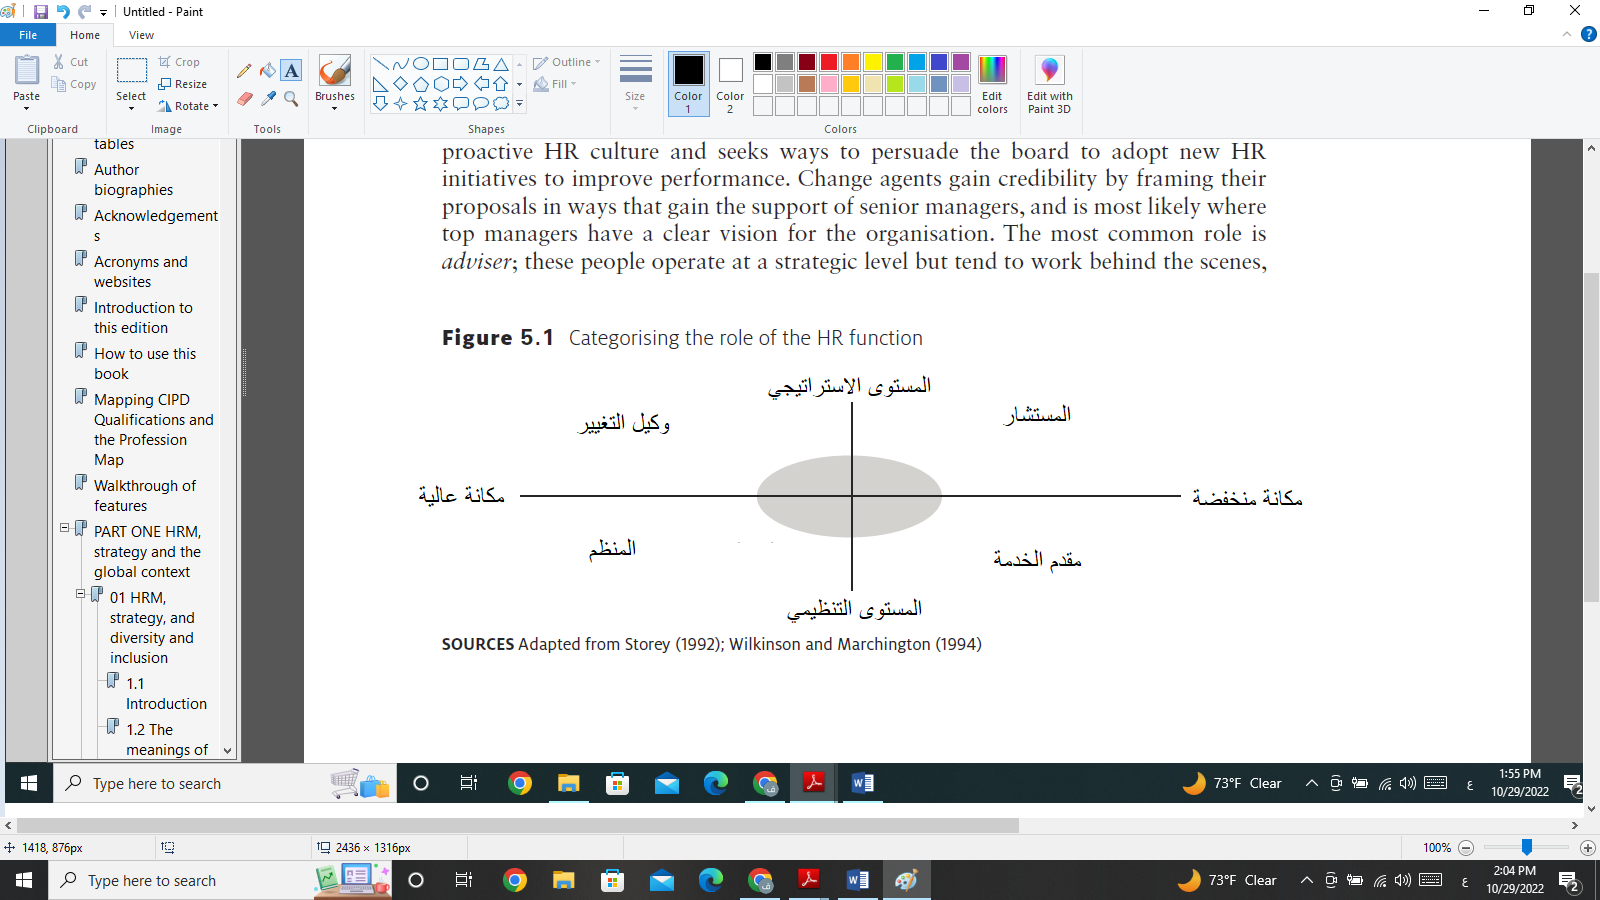 Untitled - Paint
File Home View
Paste
Cut
Copy
Clipboard
Select
Crop
Resize
Rotate
Image
Tools
Brushes
Shapes
Outline
Fill
Size
Color 1
Color 2
Colors
Edit colors
Edit with Paint 3D
tables
Author
biographies
Acknowledgement
s
Acronyms and
websites
Introduction to
this edition
How to use this
book
Mapping CIPD
Qualifications and
the Profession
Map
Walkthrough of
features
PART ONE HRM,
strategy and the
global context
01 HRM,
strategy, and
diversity and
inclusion
1.1
Introduction
1.2 The
meanings of
proactive HR culture and seeks ways to persuade the board to adopt new HR
initiatives to improve performance. Change agents gain credibility by framing their
proposals in ways that gain the support of senior managers, and is most likely where
top managers have a clear vision for the organisation. The most common role is
adviser; these people operate at a strategic level but tend to work behind the scenes,
Figure 5.1 Categorising the role of the HR function
المستوى الاستراتيجي
وكيل التغيير
المستشار
مكانة عالية
مكانة منخفضة
المنظم
مقدم الخدمة
المستوى التنظيمي
SOURCES Adapted from Storey (1992); Wilkinson and Marchington (1994)
Type here to search
73°F Clear
ع
1:55 PM
10/29/2022
2
1418, 876px
2436 × 1316px
100%
Type here to search
73°F Clear
ع
2:04 PM
10/29/2022
2